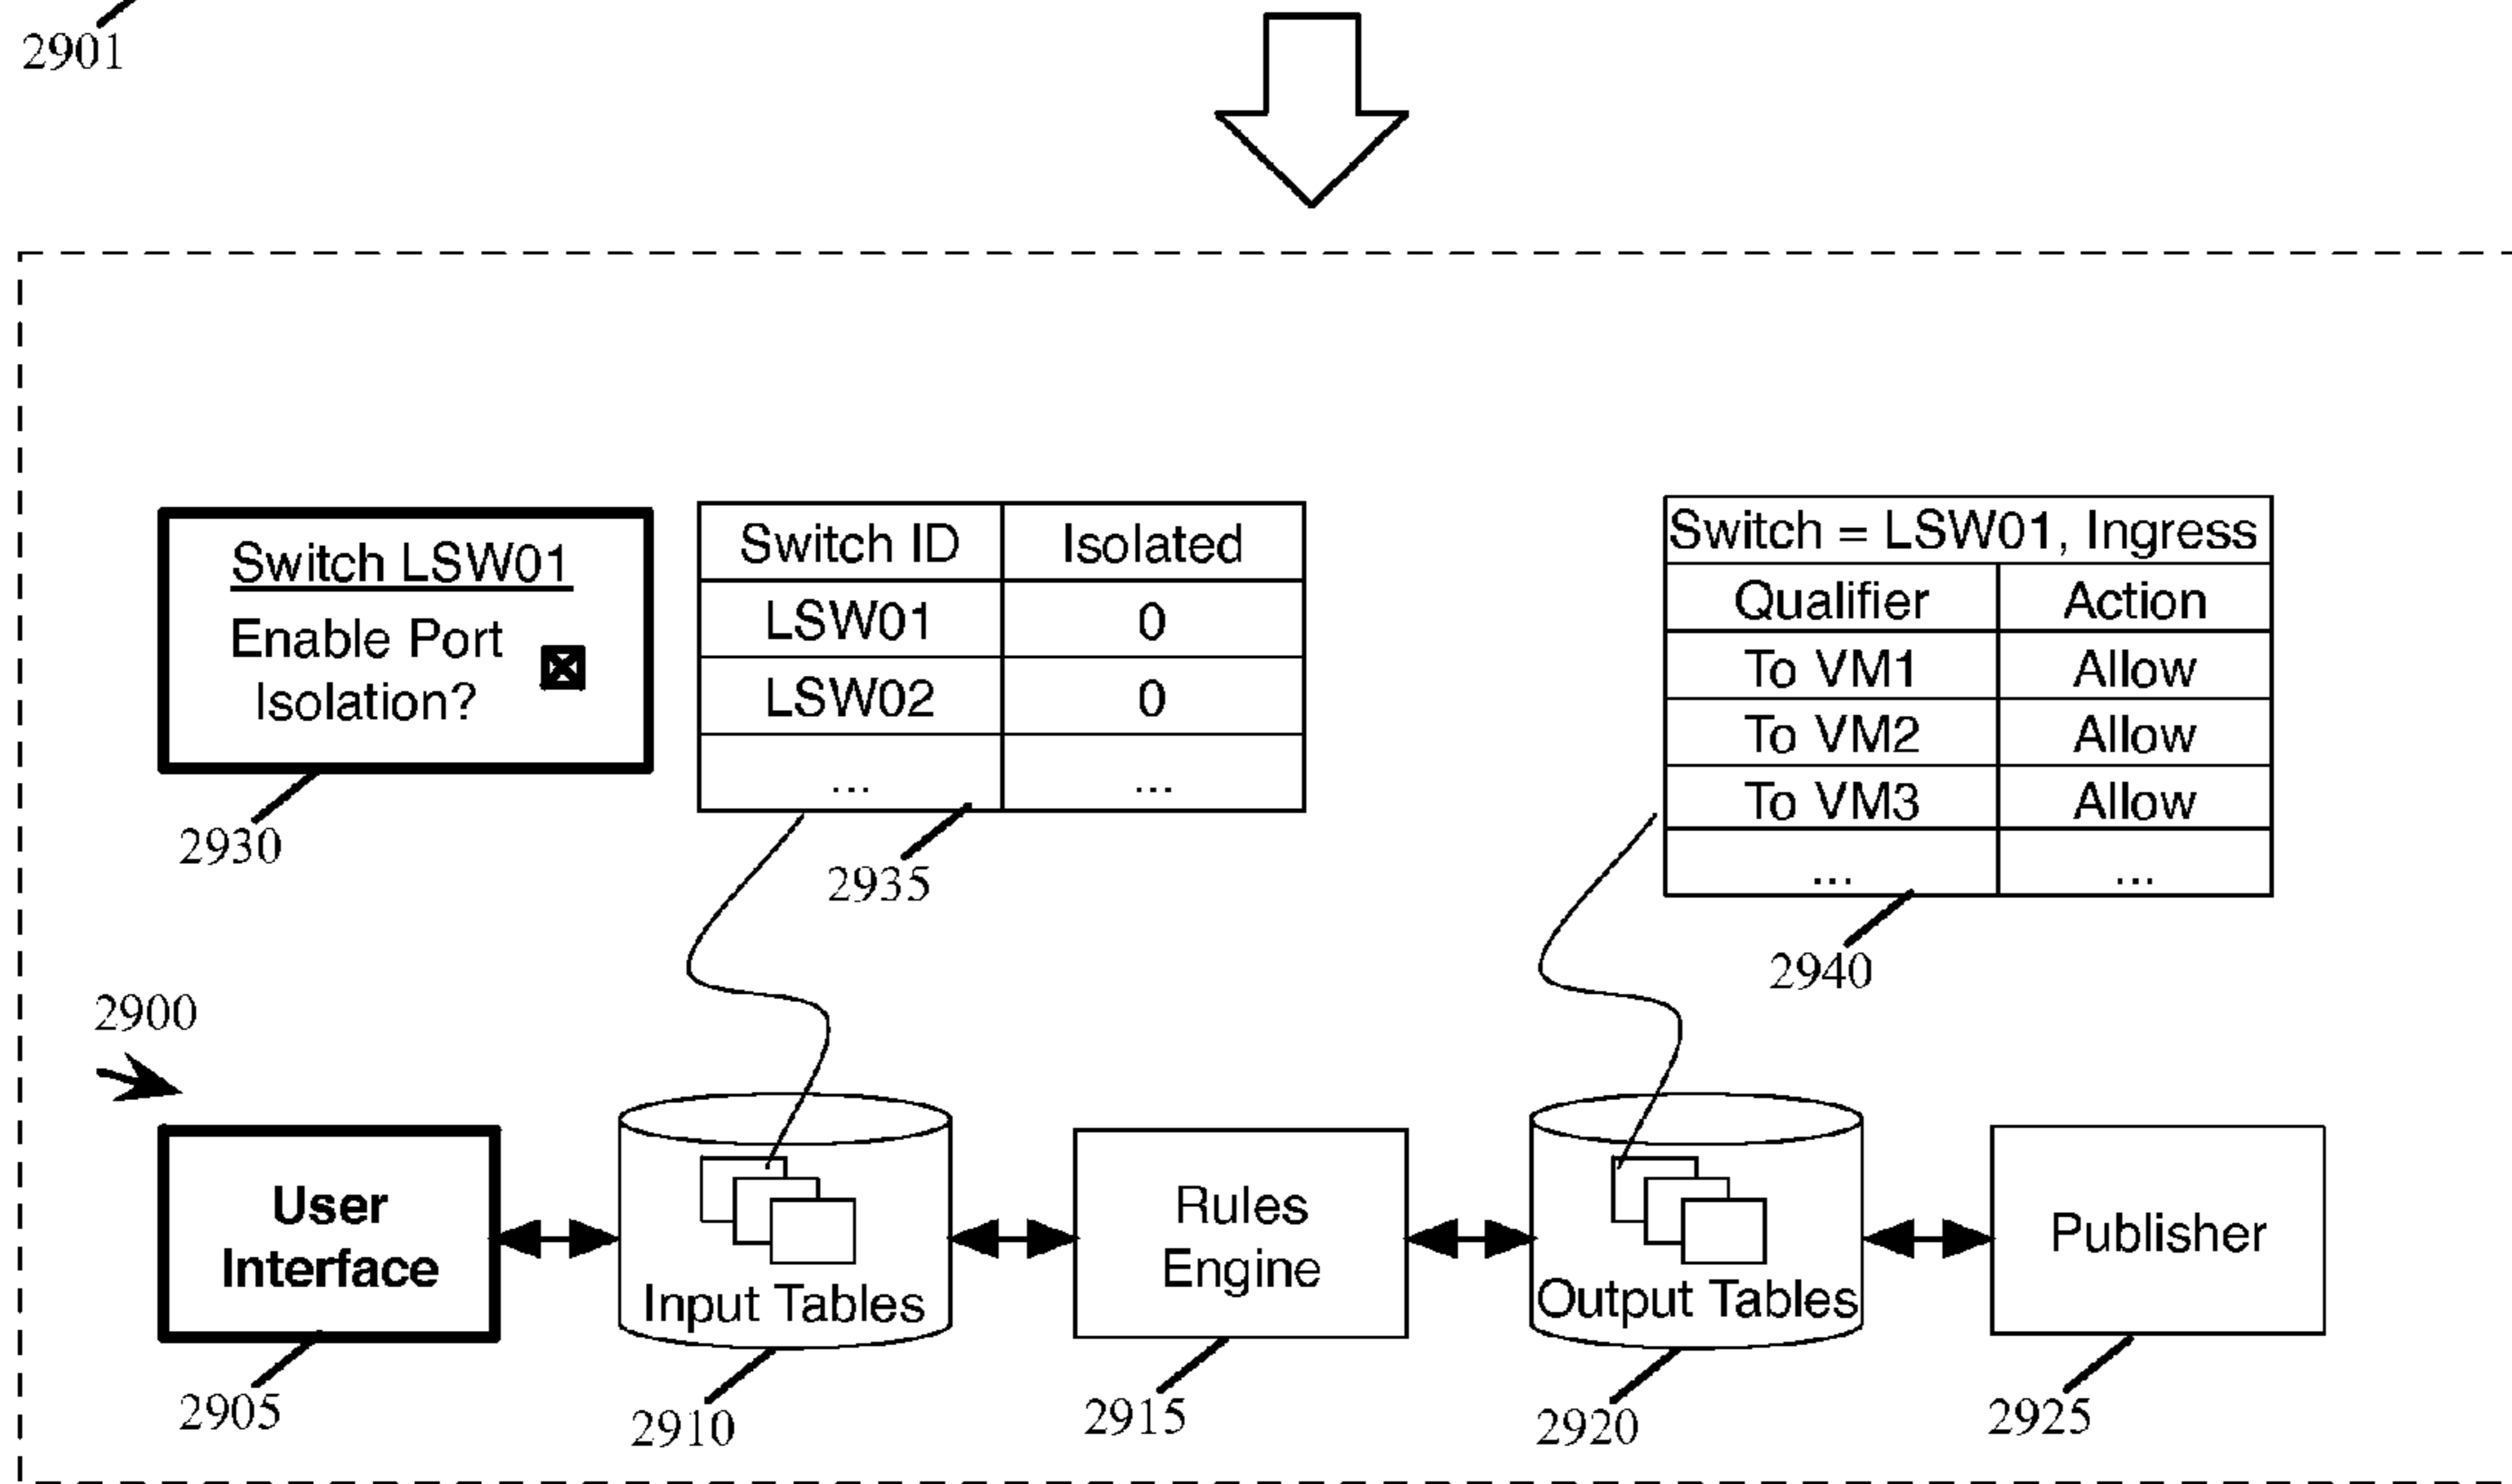 2901
Switch LSW01
Enable Port
Isolation?
2930
Switch ID Isolated
LSW01 0
LSW02 0
... ...
2935
Switch = LSW01, Ingress
Qualifier Action
To VM1 Allow
To VM2 Allow
To VM3 Allow
... ...
2940
2900
User
Interface
2905
Input Tables
2910
Rules
Engine
2915
Output Tables
2920
Publisher
2925